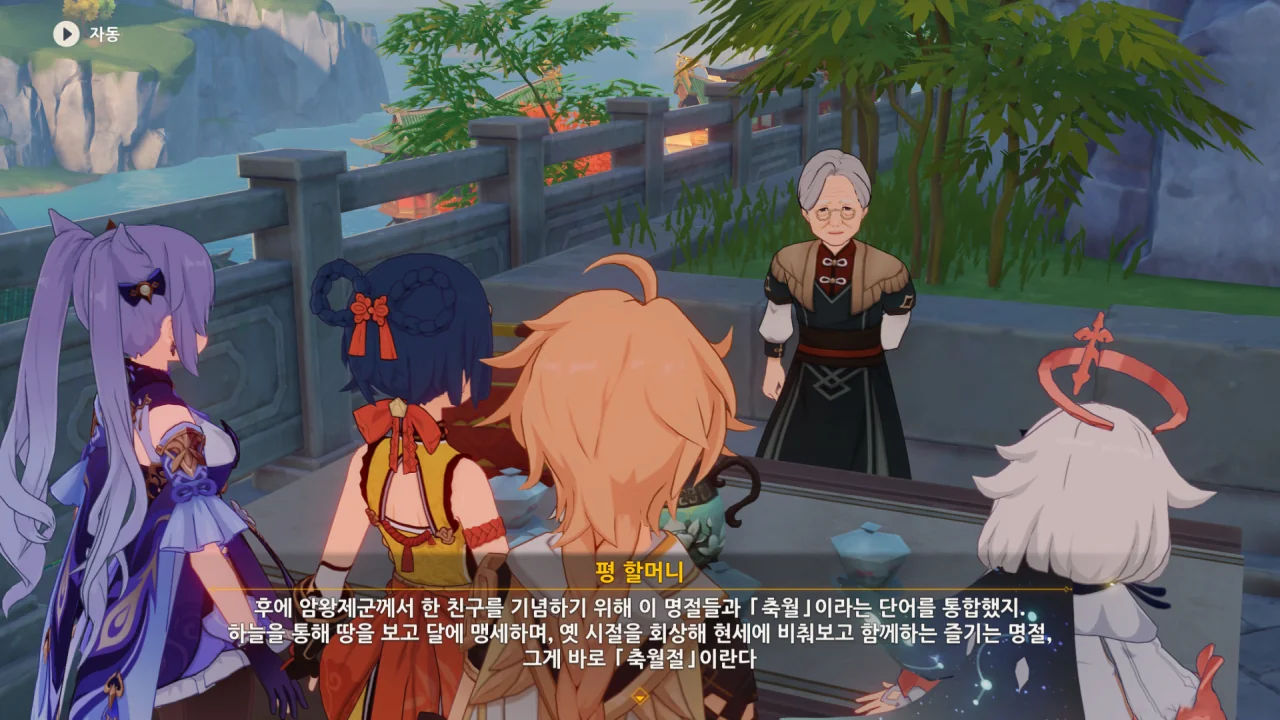 자동
평 할머니
후에 암왕제군께서 한 친구를 기념하기 위해 이 명절들과 「축월」이라는 단어를 통합했지.
하늘을 통해 땅을 보고 달에 맹세하며, 옛 시절을 회상해 현세에 비춰보고 함께하는 즐기는 명절,
그게 바로 「축월절」이란다